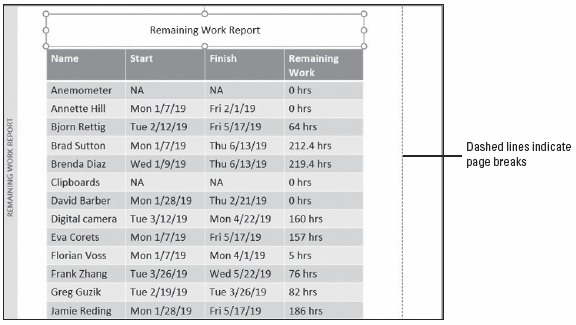 Remaining Work Report
REMAINING WORK REPORT
Name Start Finish Remaining Work
Anemometer NA NA 0 hrs
Annette Hill Mon 1/7/19 Fri 2/1/19 0 hrs
Bjorn Rettig Tue 2/12/19 Fri 5/17/19 64 hrs
Brad Sutton Mon 1/7/19 Thu 6/13/19 212.4 hrs
Brenda Diaz Wed 1/9/19 Thu 6/13/19 219.4 hrs
Clipboards NA NA 0 hrs
David Barber Mon 1/28/19 Thu 2/21/19 0 hrs
Digital camera Tue 3/12/19 Mon 4/22/19 160 hrs
Eva Corets Mon 1/7/19 Fri 5/17/19 157 hrs
Florian Voss Mon 1/7/19 Mon 4/1/19 5 hrs
Frank Zhang Tue 3/26/19 Wed 5/22/19 76 hrs
Greg Guzik Tue 2/19/19 Tue 3/26/19 82 hrs
Jamie Reding Mon 1/28/19 Fri 5/17/19 186 hrs
Dashed lines indicate
page breaks